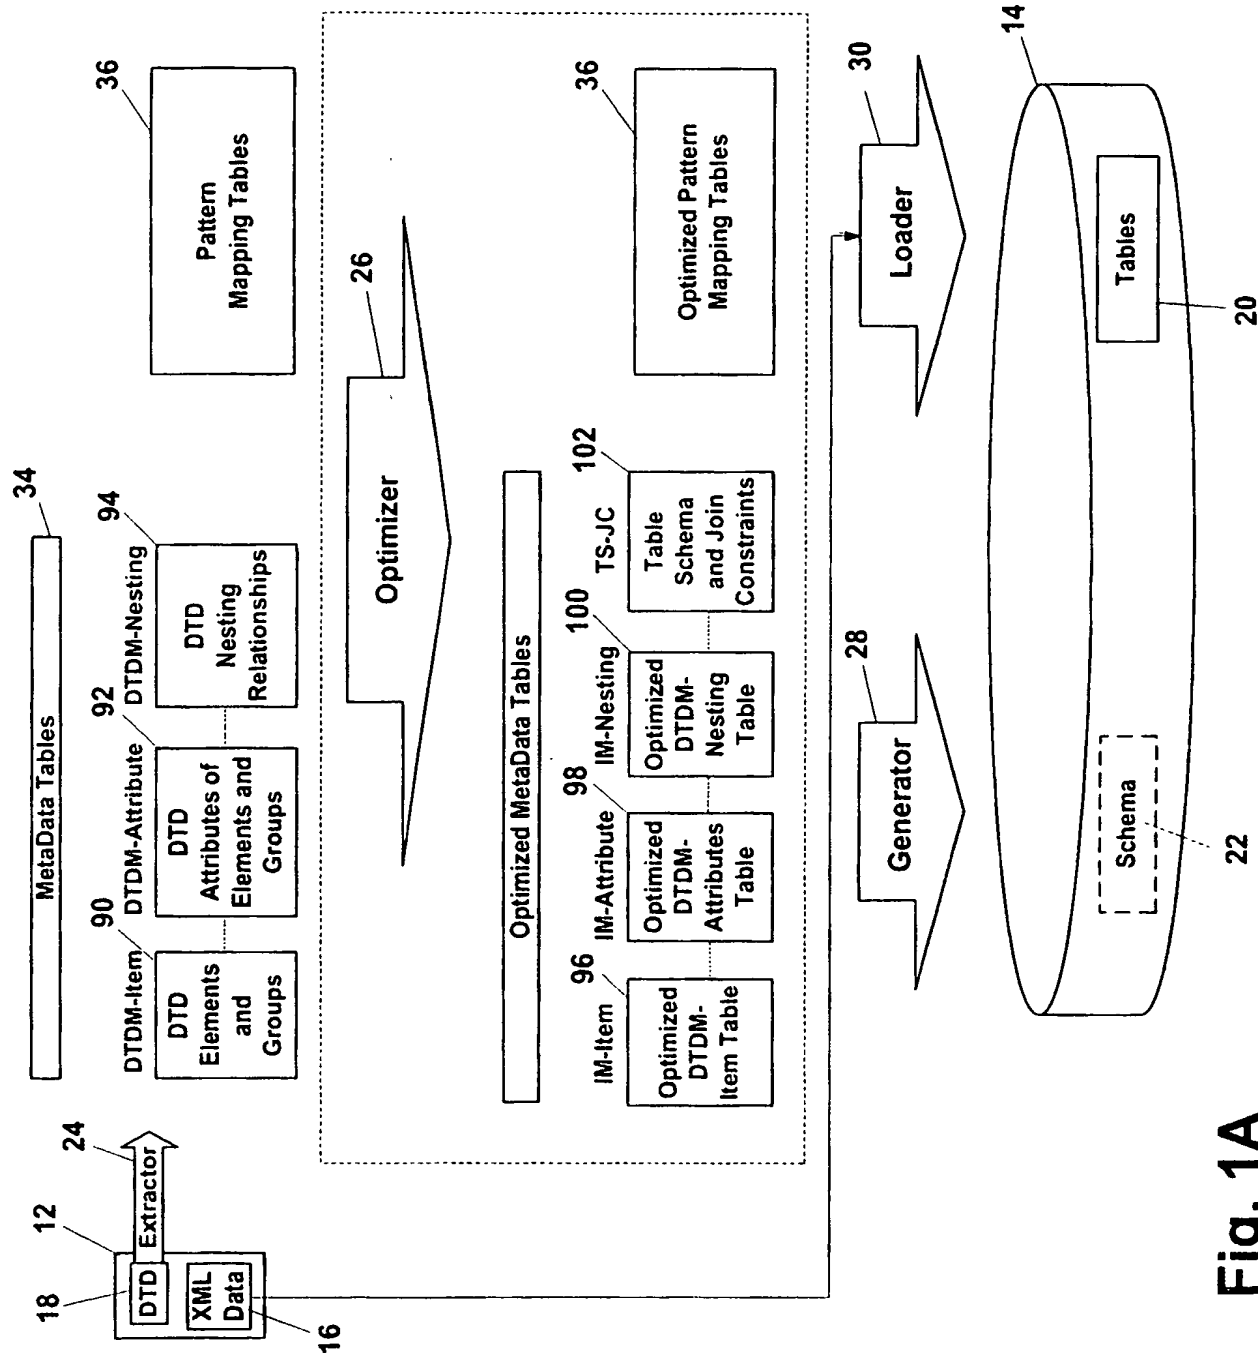 12
18
DTD
XML
Data
16
24
Extractor
34
MetaData Tables
DTDM-Item
90
DTD
Elements
and
Groups
DTDM-Attribute
92
DTD
Attributes of
Elements and
Groups
DTDM-Nesting
94
DTD
Nesting
Relationships
36
Pattern
Mapping Tables
26
Optimizer
Optimized MetaData Tables
IM-Item
96
Optimized
DTDM-
Item Table
IM-Attribute
98
Optimized
DTDM-
Attributes
Table
IM-Nesting
100
Optimized
DTDM-
Nesting
Table
TS-JC
102
Table
Schema
and Join
Constraints
36
Optimized Pattern
Mapping Tables
28
Generator
30
Loader
14
Schema
22
Tables
20
Fig. 1A